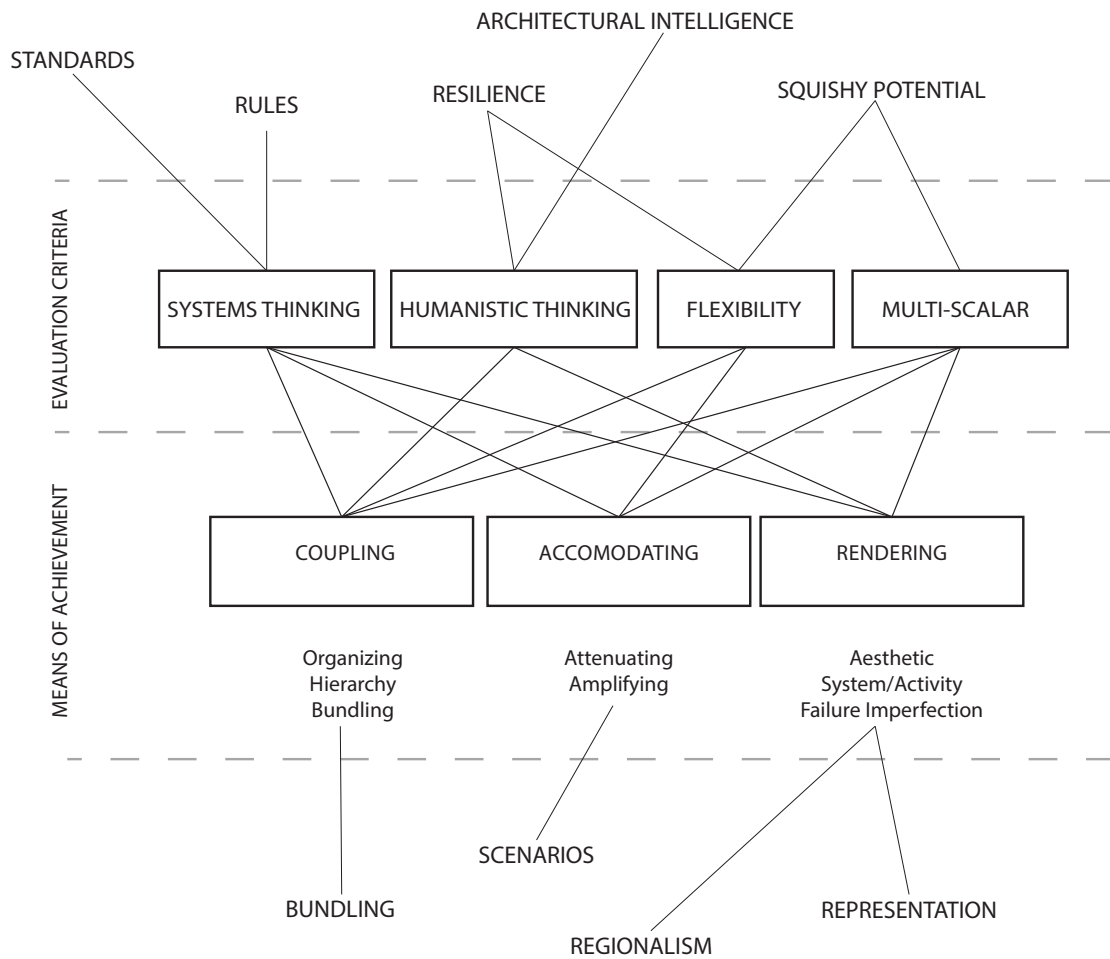 ARCHITECTURAL INTELLIGENCE
STANDARDS
RULES
RESILIENCE
SQUISHY POTENTIAL
EVALUATION CRITERIA
SYSTEMS THINKING
HUMANISTIC THINKING
FLEXIBILITY
MULTI-SCALAR
MEANS OF ACHIEVEMENT
COUPLING
ACCOMODATING
RENDERING
Organizing
Hierarchy
Bundling
Attenuating
Amplifying
Aesthetic
System/Activity
Failure Imperfection
SCENARIOS
BUNDLING
REGIONALISM
REPRESENTATION